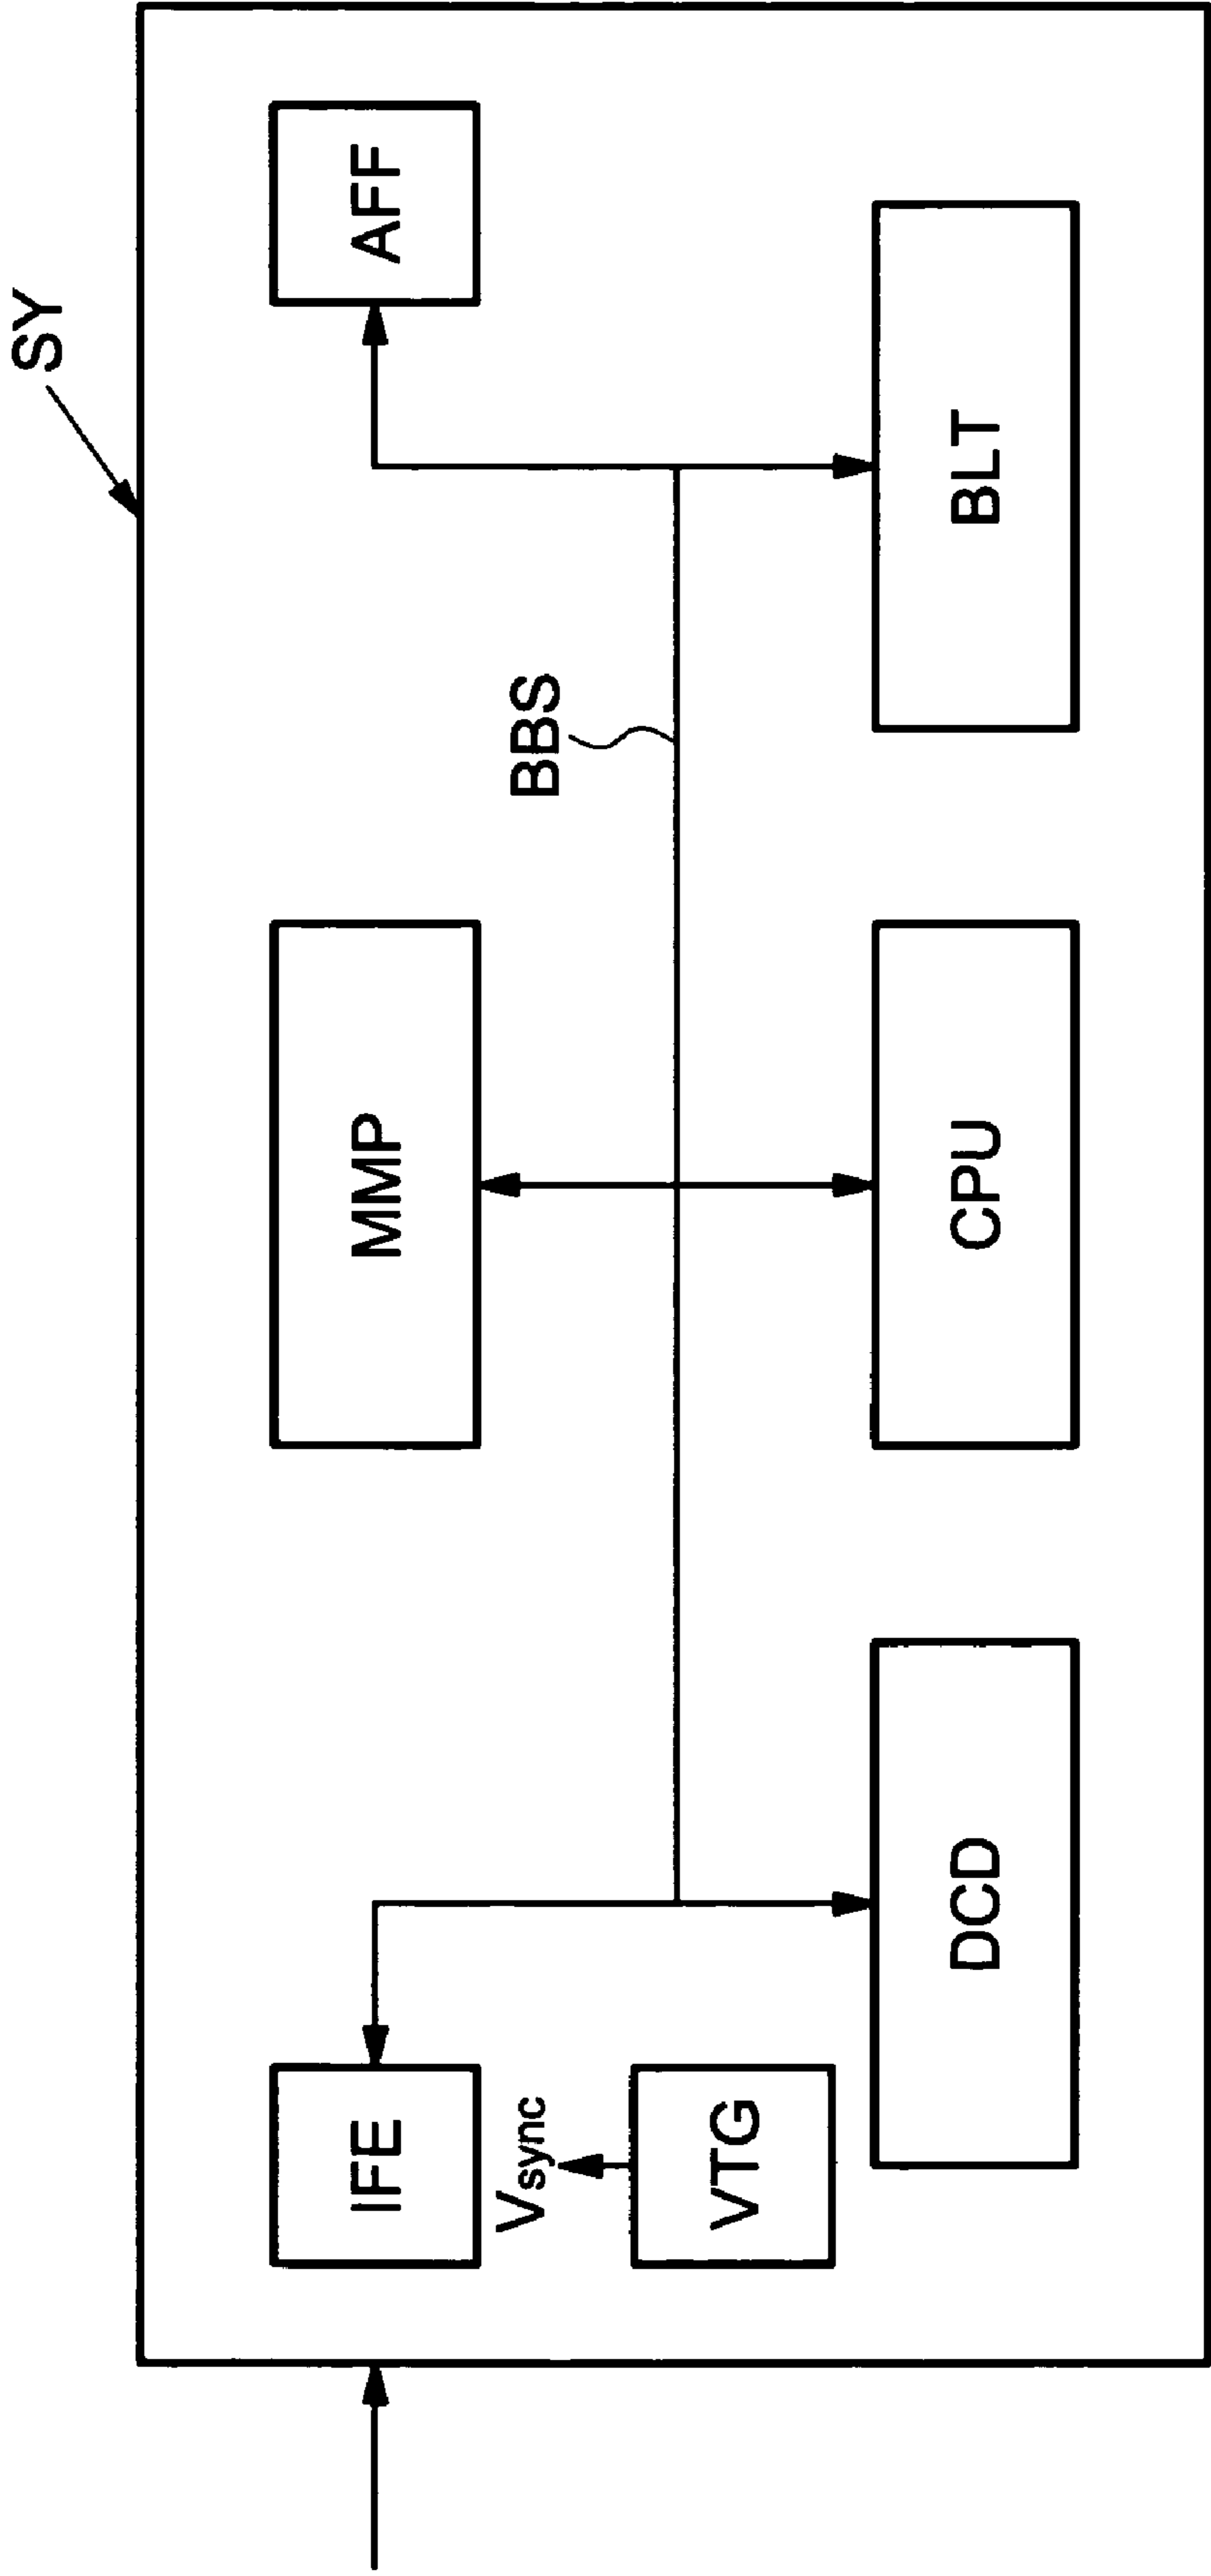 SY
IFE
MMP
AFF
Vsync
BBS
VTG
DCD
CPU
BLT